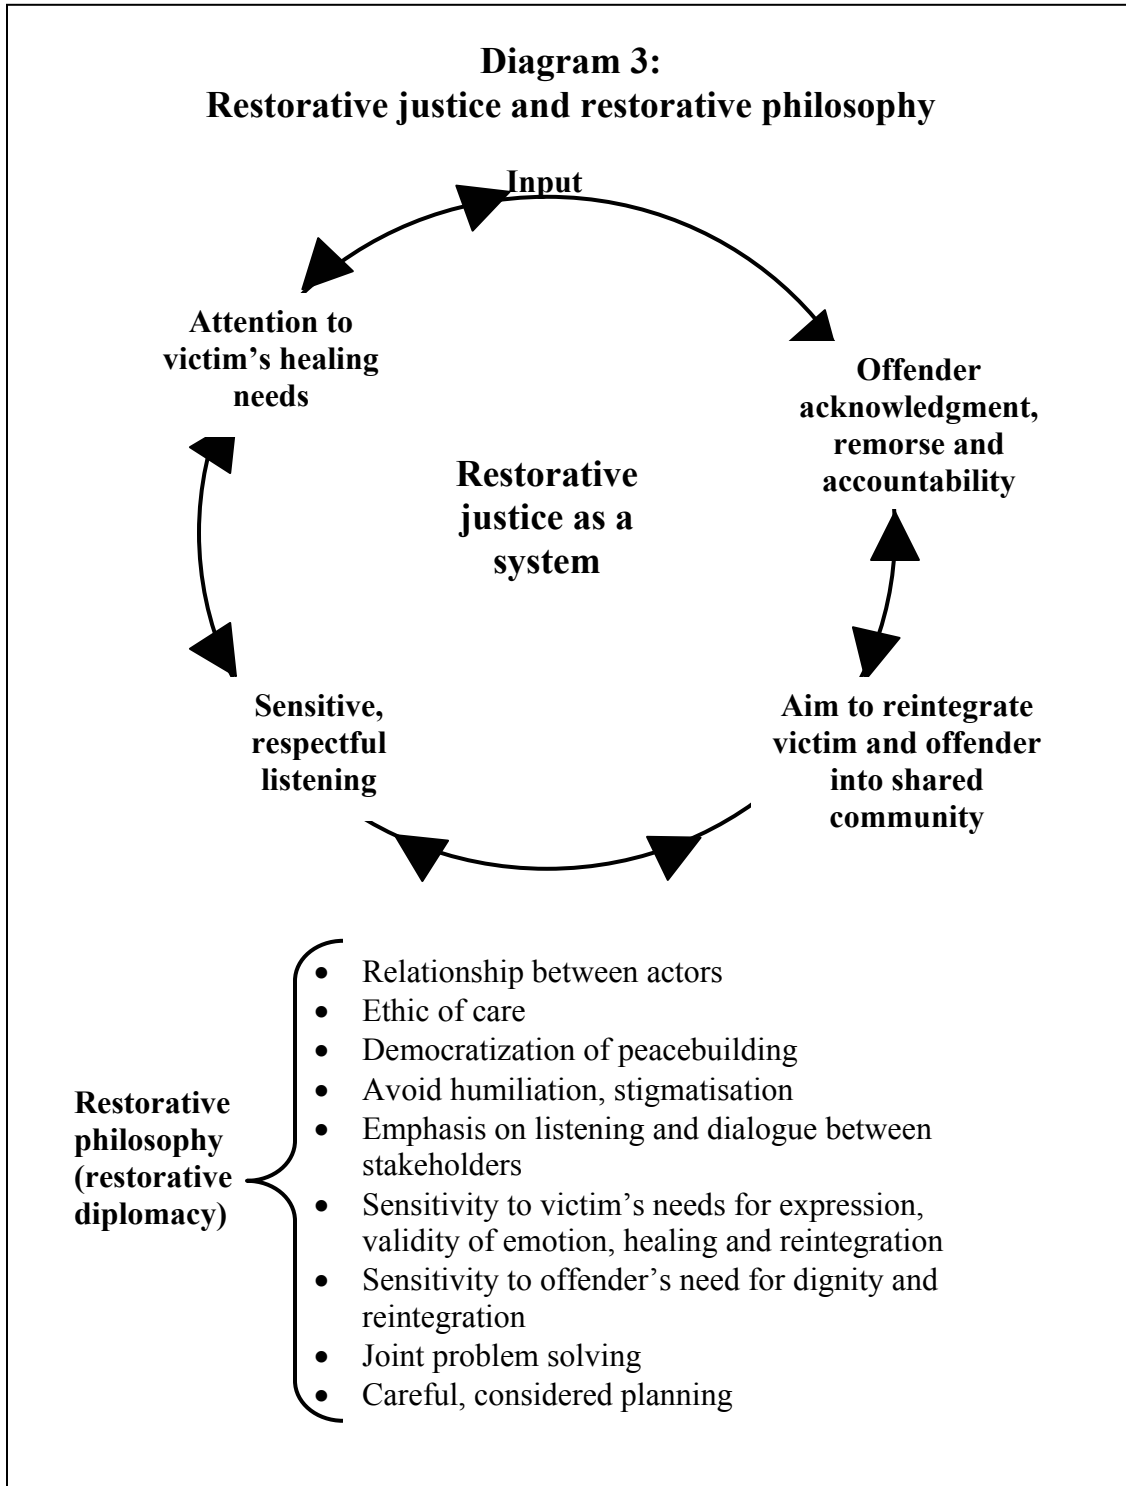 Diagram 3:
Restorative justice and restorative philosophy
Input
Attention to
victim’s healing
needs
Offender
acknowledgment,
remorse and
accountability
Restorative
justice as a
system
Sensitive,
respectful
listening
Aim to reintegrate
victim and offender
into shared
community
Restorative
philosophy
(restorative
diplomacy)
• Relationship between actors
• Ethic of care
• Democratization of peacebuilding
• Avoid humiliation, stigmatisation
• Emphasis on listening and dialogue between
stakeholders
• Sensitivity to victim’s needs for expression,
validity of emotion, healing and reintegration
• Sensitivity to offender’s need for dignity and
reintegration
• Joint problem solving
• Careful, considered planning